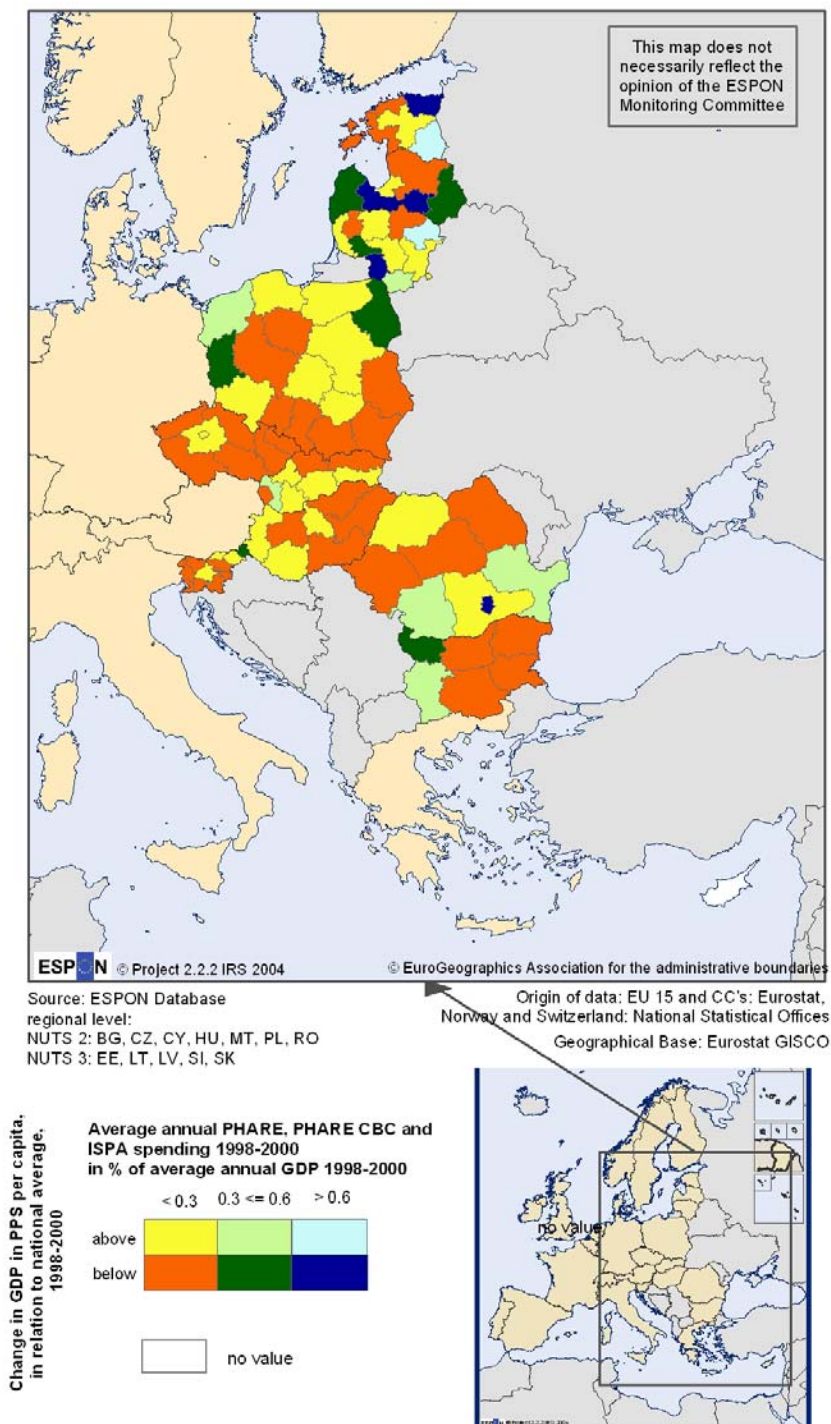 This map does not
necessarily reflect the
opinion of the ESPON
Monitoring Committee
ESPON © Project 2.2.2 IRS 2004
© EuroGeographics Association for the administrative boundaries
Source: ESPON Database
regional level:
NUTS 2: BG, CZ, CY, HU, MT, PL, RO
NUTS 3: EE, LT, LV, SI, SK
Origin of data: EU 15 and CC's: Eurostat,
Norway and Switzerland: National Statistical Offices
Geographical Base: Eurostat GISCO
Change in GDP in PPS per capita,
in relation to national average,
1998-2000
Average annual PHARE, PHARE CBC and
ISPA spending 1998-2000
in % of average annual GDP 1998-2000
< 0.3 0.3 <= 0.6 > 0.6
above
below
no value
no value